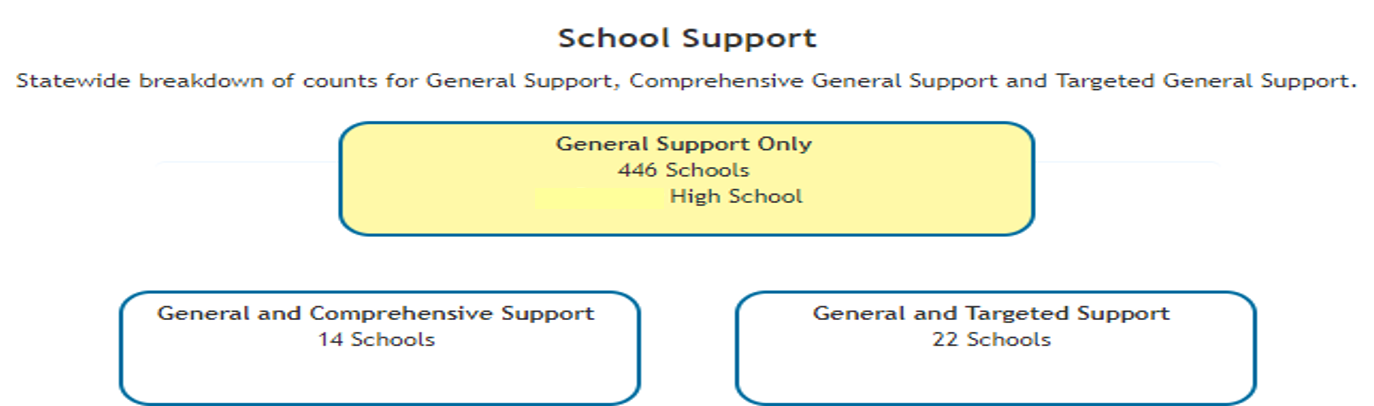 School Support
Statewide breakdown of counts for General Support, Comprehensive General Support and Targeted General Support.
General Support Only
446 Schools
High School
General and Comprehensive Support
14 Schools
General and Targeted Support
22 Schools